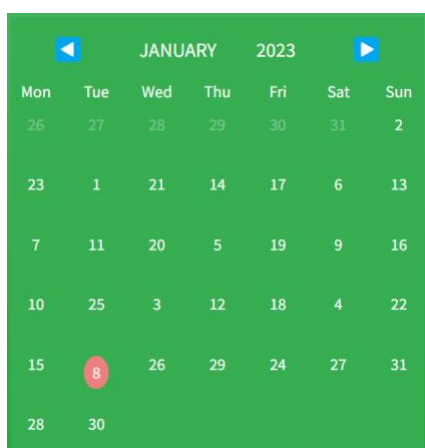 JANUARY 2023
Mon Tue Wed Thu Fri Sat Sun
26 27 28 29 30 31 2
23 1 21 14 17 6 13
7 11 20 5 19 9 16
10 25 3 12 18 4 22
15 8 26 29 24 27 31
28 30